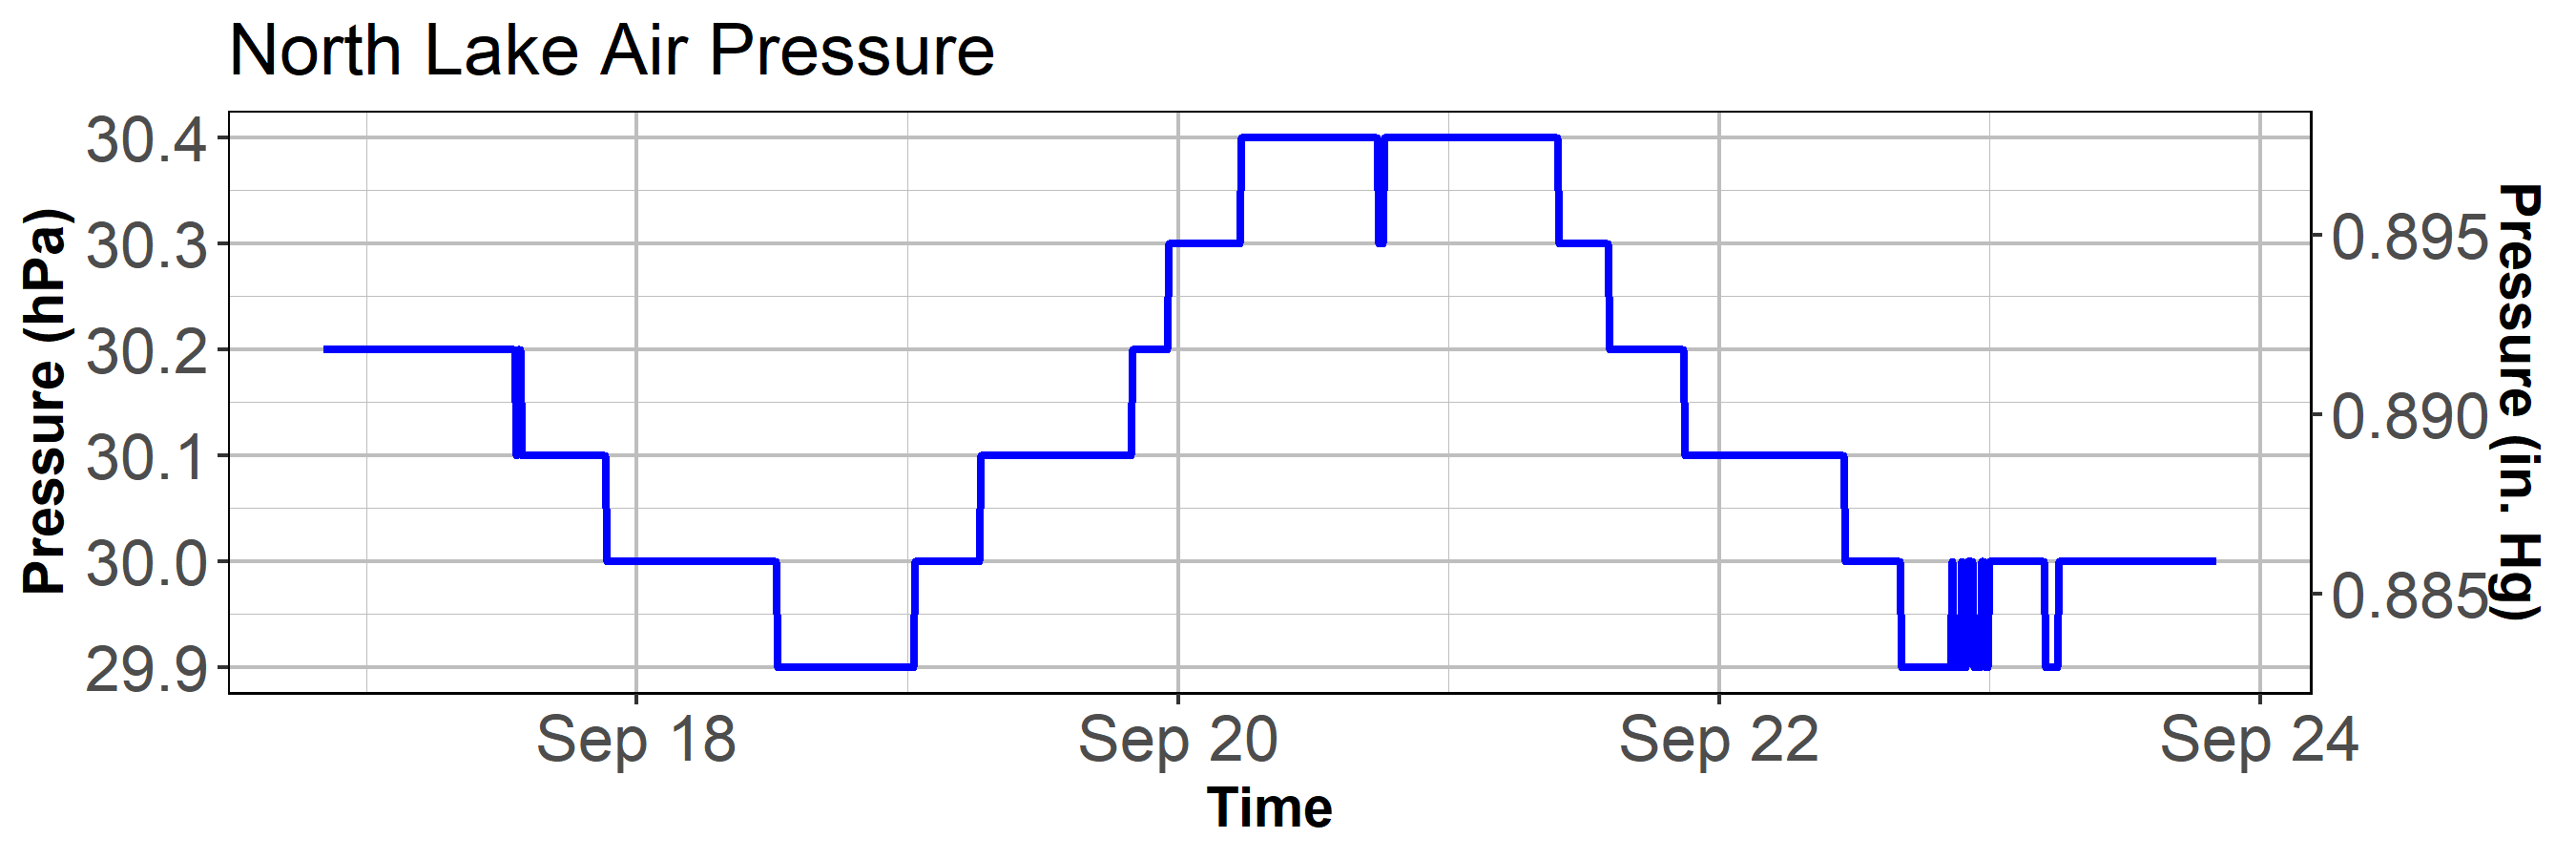 North Lake Air Pressure
Pressure (hPa)
30.4
30.3
30.2
30.1
30.0
29.9
0.895
0.890
0.885
Pressure (in. Hg)
Sep 18
Sep 20
Sep 22
Sep 24
Time